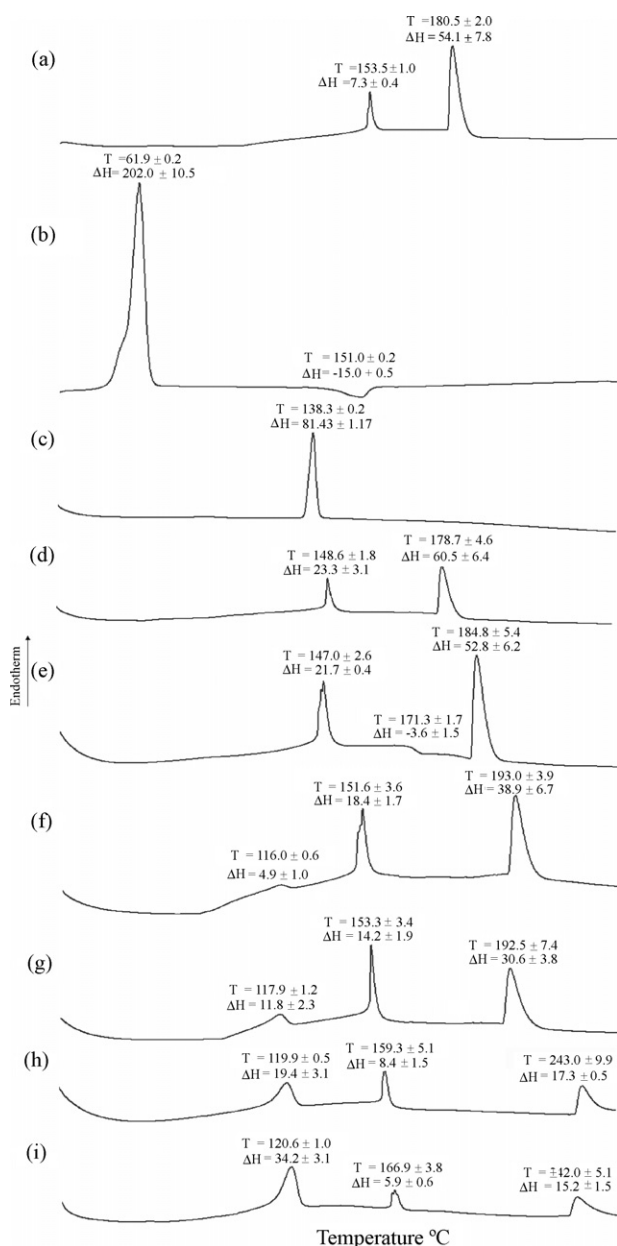 T = 180.5 ± 2.0
ΔH = 54.1 ± 7.8
(a)
T = 153.5 ± 1.0
ΔH = 7.3 ± 0.4
T = 61.9 ± 0.2
ΔH = 202.0 ± 10.5
(b)
T = 151.0 ± 0.2
ΔH = -15.0 + 0.5
(c)
T = 138.3 ± 0.2
ΔH = 81.43 ± 1.17
(d)
T = 148.6 ± 1.8
ΔH = 23.3 ± 3.1
T = 178.7 ± 4.6
ΔH = 60.5 ± 6.4
Endotherm
(e)
T = 147.0 ± 2.6
ΔH = 21.7 ± 0.4
T = 171.3 ± 1.7
ΔH = -3.6 ± 1.5
T = 184.8 ± 5.4
ΔH = 52.8 ± 6.2
(f)
T = 116.0 ± 0.6
ΔH = 4.9 ± 1.0
T = 151.6 ± 3.6
ΔH = 18.4 ± 1.7
T = 193.0 ± 3.9
ΔH = 38.9 ± 6.7
(g)
T = 117.9 ± 1.2
ΔH = 11.8 ± 2.3
T = 153.3 ± 3.4
ΔH = 14.2 ± 1.9
T = 192.5 ± 7.4
ΔH = 30.6 ± 3.8
(h)
T = 119.9 ± 0.5
ΔH = 19.4 ± 3.1
T = 159.3 ± 5.1
ΔH = 8.4 ± 1.5
T = 243.0 ± 9.9
ΔH = 17.3 ± 0.5
(i)
T = 120.6 ± 1.0
ΔH = 34.2 ± 3.1
T = 166.9 ± 3.8
ΔH = 5.9 ± 0.6
T = 42.0 ± 5.1
ΔH = 15.2 ± 1.5
Temperature ºC